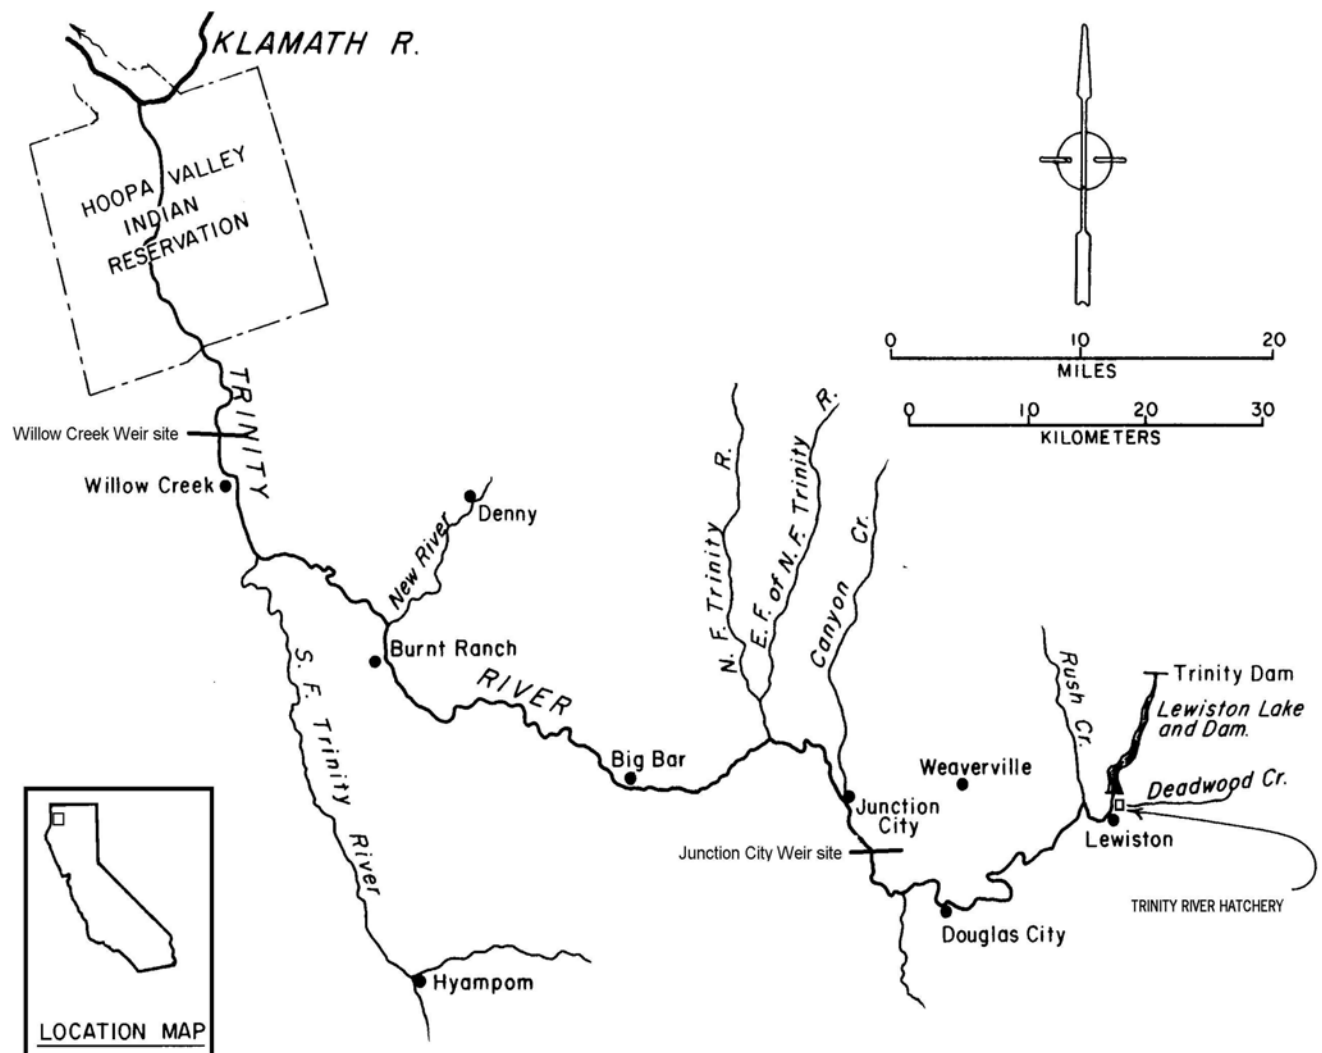 KLAMATH R.
HOOPA VALLEY
INDIAN
RESERVATION
0 10 20
MILES
0 10 20 30
KILOMETERS
TRINITY
Willow Creek Weir site
Willow Creek
Denny
New River
N. F. Trinity R.
E. F. of N. F. Trinity R.
Canyon Cr.
Burnt Ranch
RIVER
S. F. Trinity River
Rush Cr.
Trinity Dam
Lewiston Lake
and Dam.
Big Bar
Weaverville
Deadwood Cr.
Junction
City
Lewiston
Junction City Weir site
TRINITY RIVER HATCHERY
Douglas City
Hyampom
LOCATION MAP